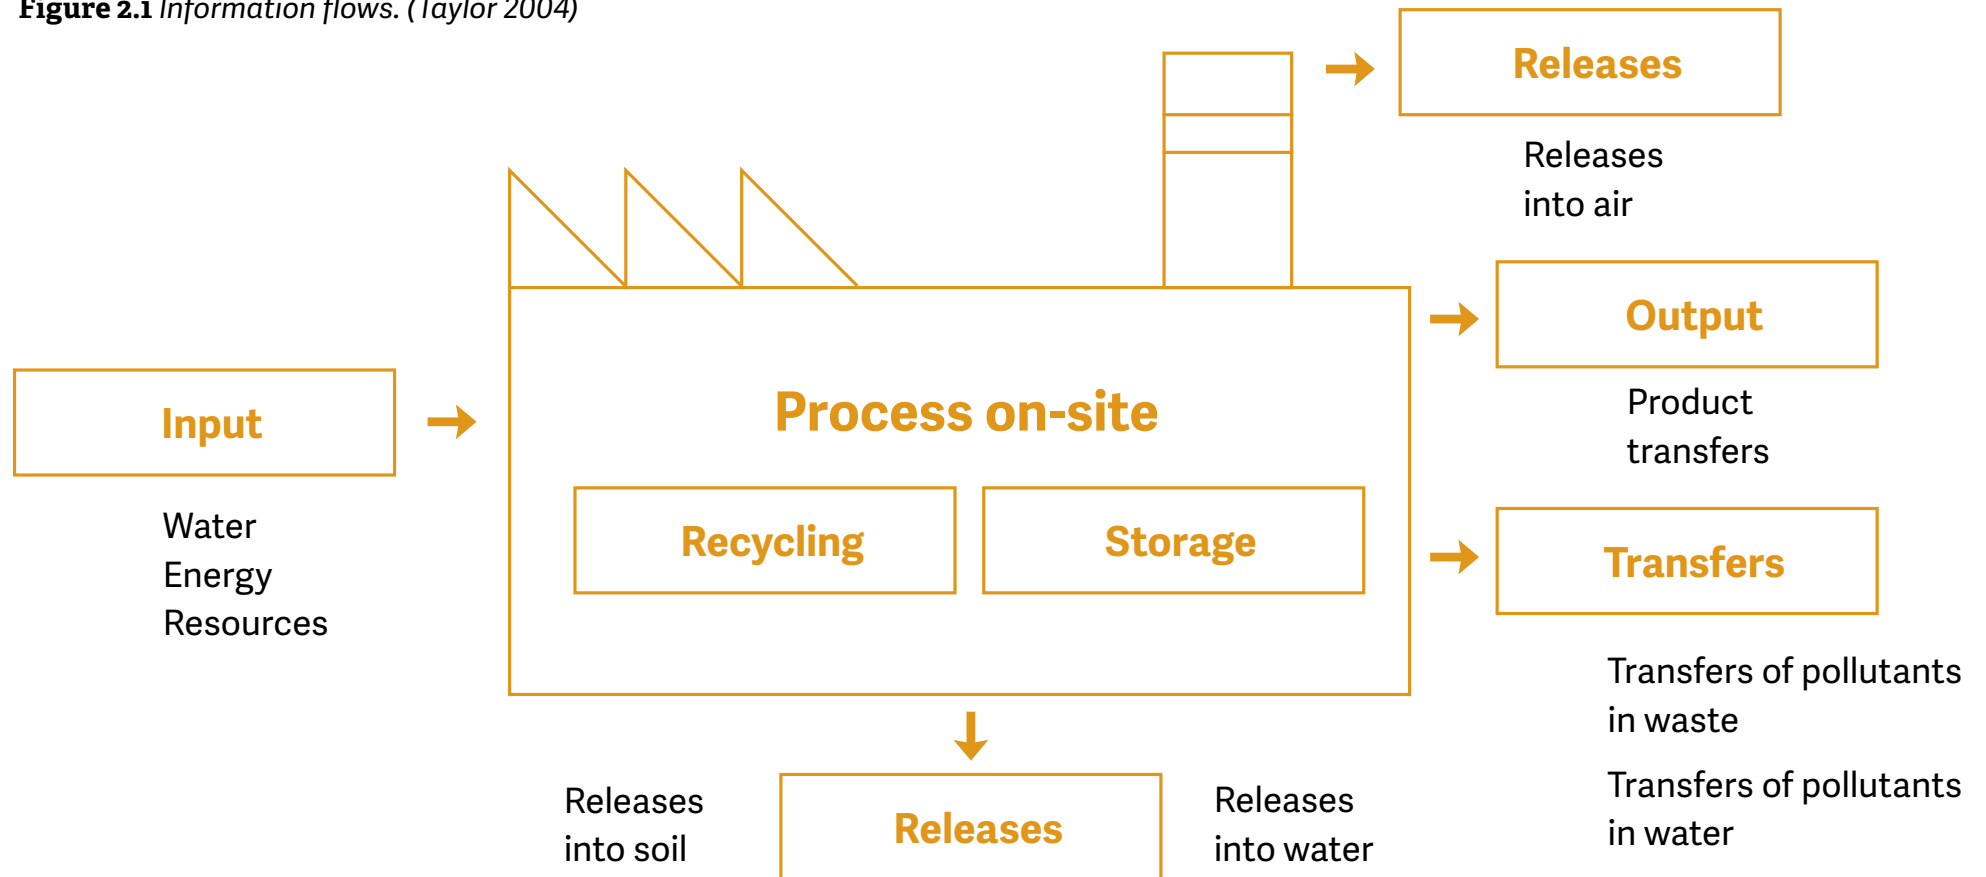 Figure 2.1 Information flows. (Taylor 2004)
Releases
Releases
into air
Output
Product
transfers
Input
Water
Energy
Resources
Process on-site
Recycling
Storage
Transfers
Transfers of pollutants
in waste
Transfers of pollutants
in water
Releases
into soil
Releases
Releases
into water